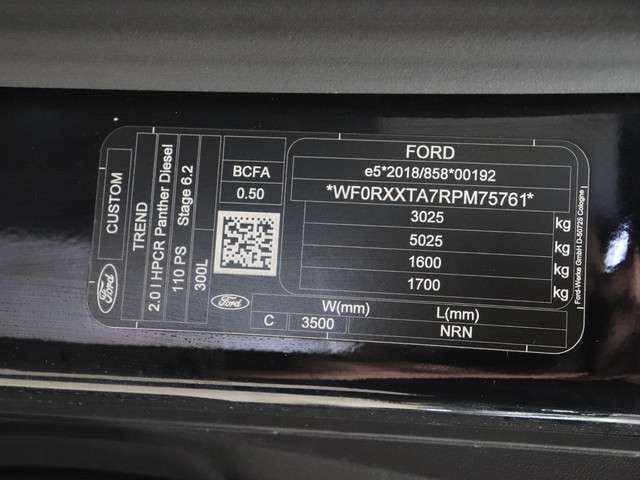 FORD
e5*2018/858*00192
*WF0RXXTA7RPM75761*
3025 kg
5025 kg
1600 kg
1700 kg
BCFA
0.50
CUSTOM
TREND
2.0 l HPCR Panther Diesel
110 PS Stage 6.2
300L
Ford
Ford
W(mm) L(mm)
C 3500 NRN
Ford-Werke GmbH D-50725 Cologne